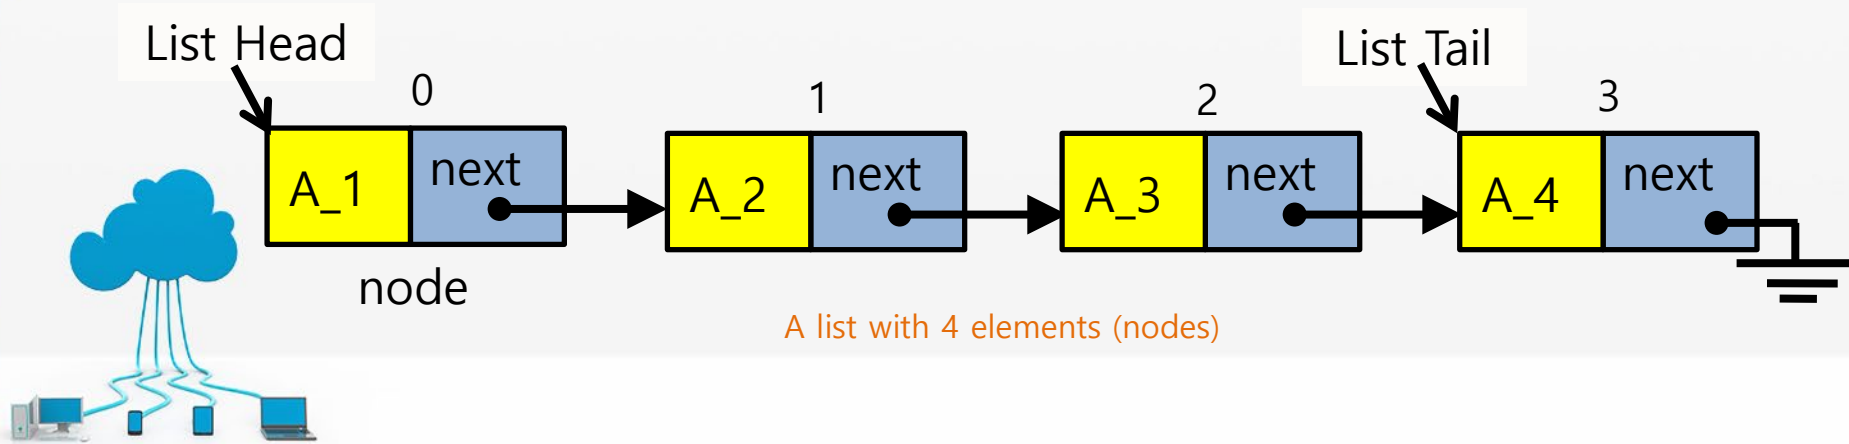 List Head
List Tail
0
1
2
3
A_1
next
A_2
next
A_3
next
A_4
next
node
A list with 4 elements (nodes)